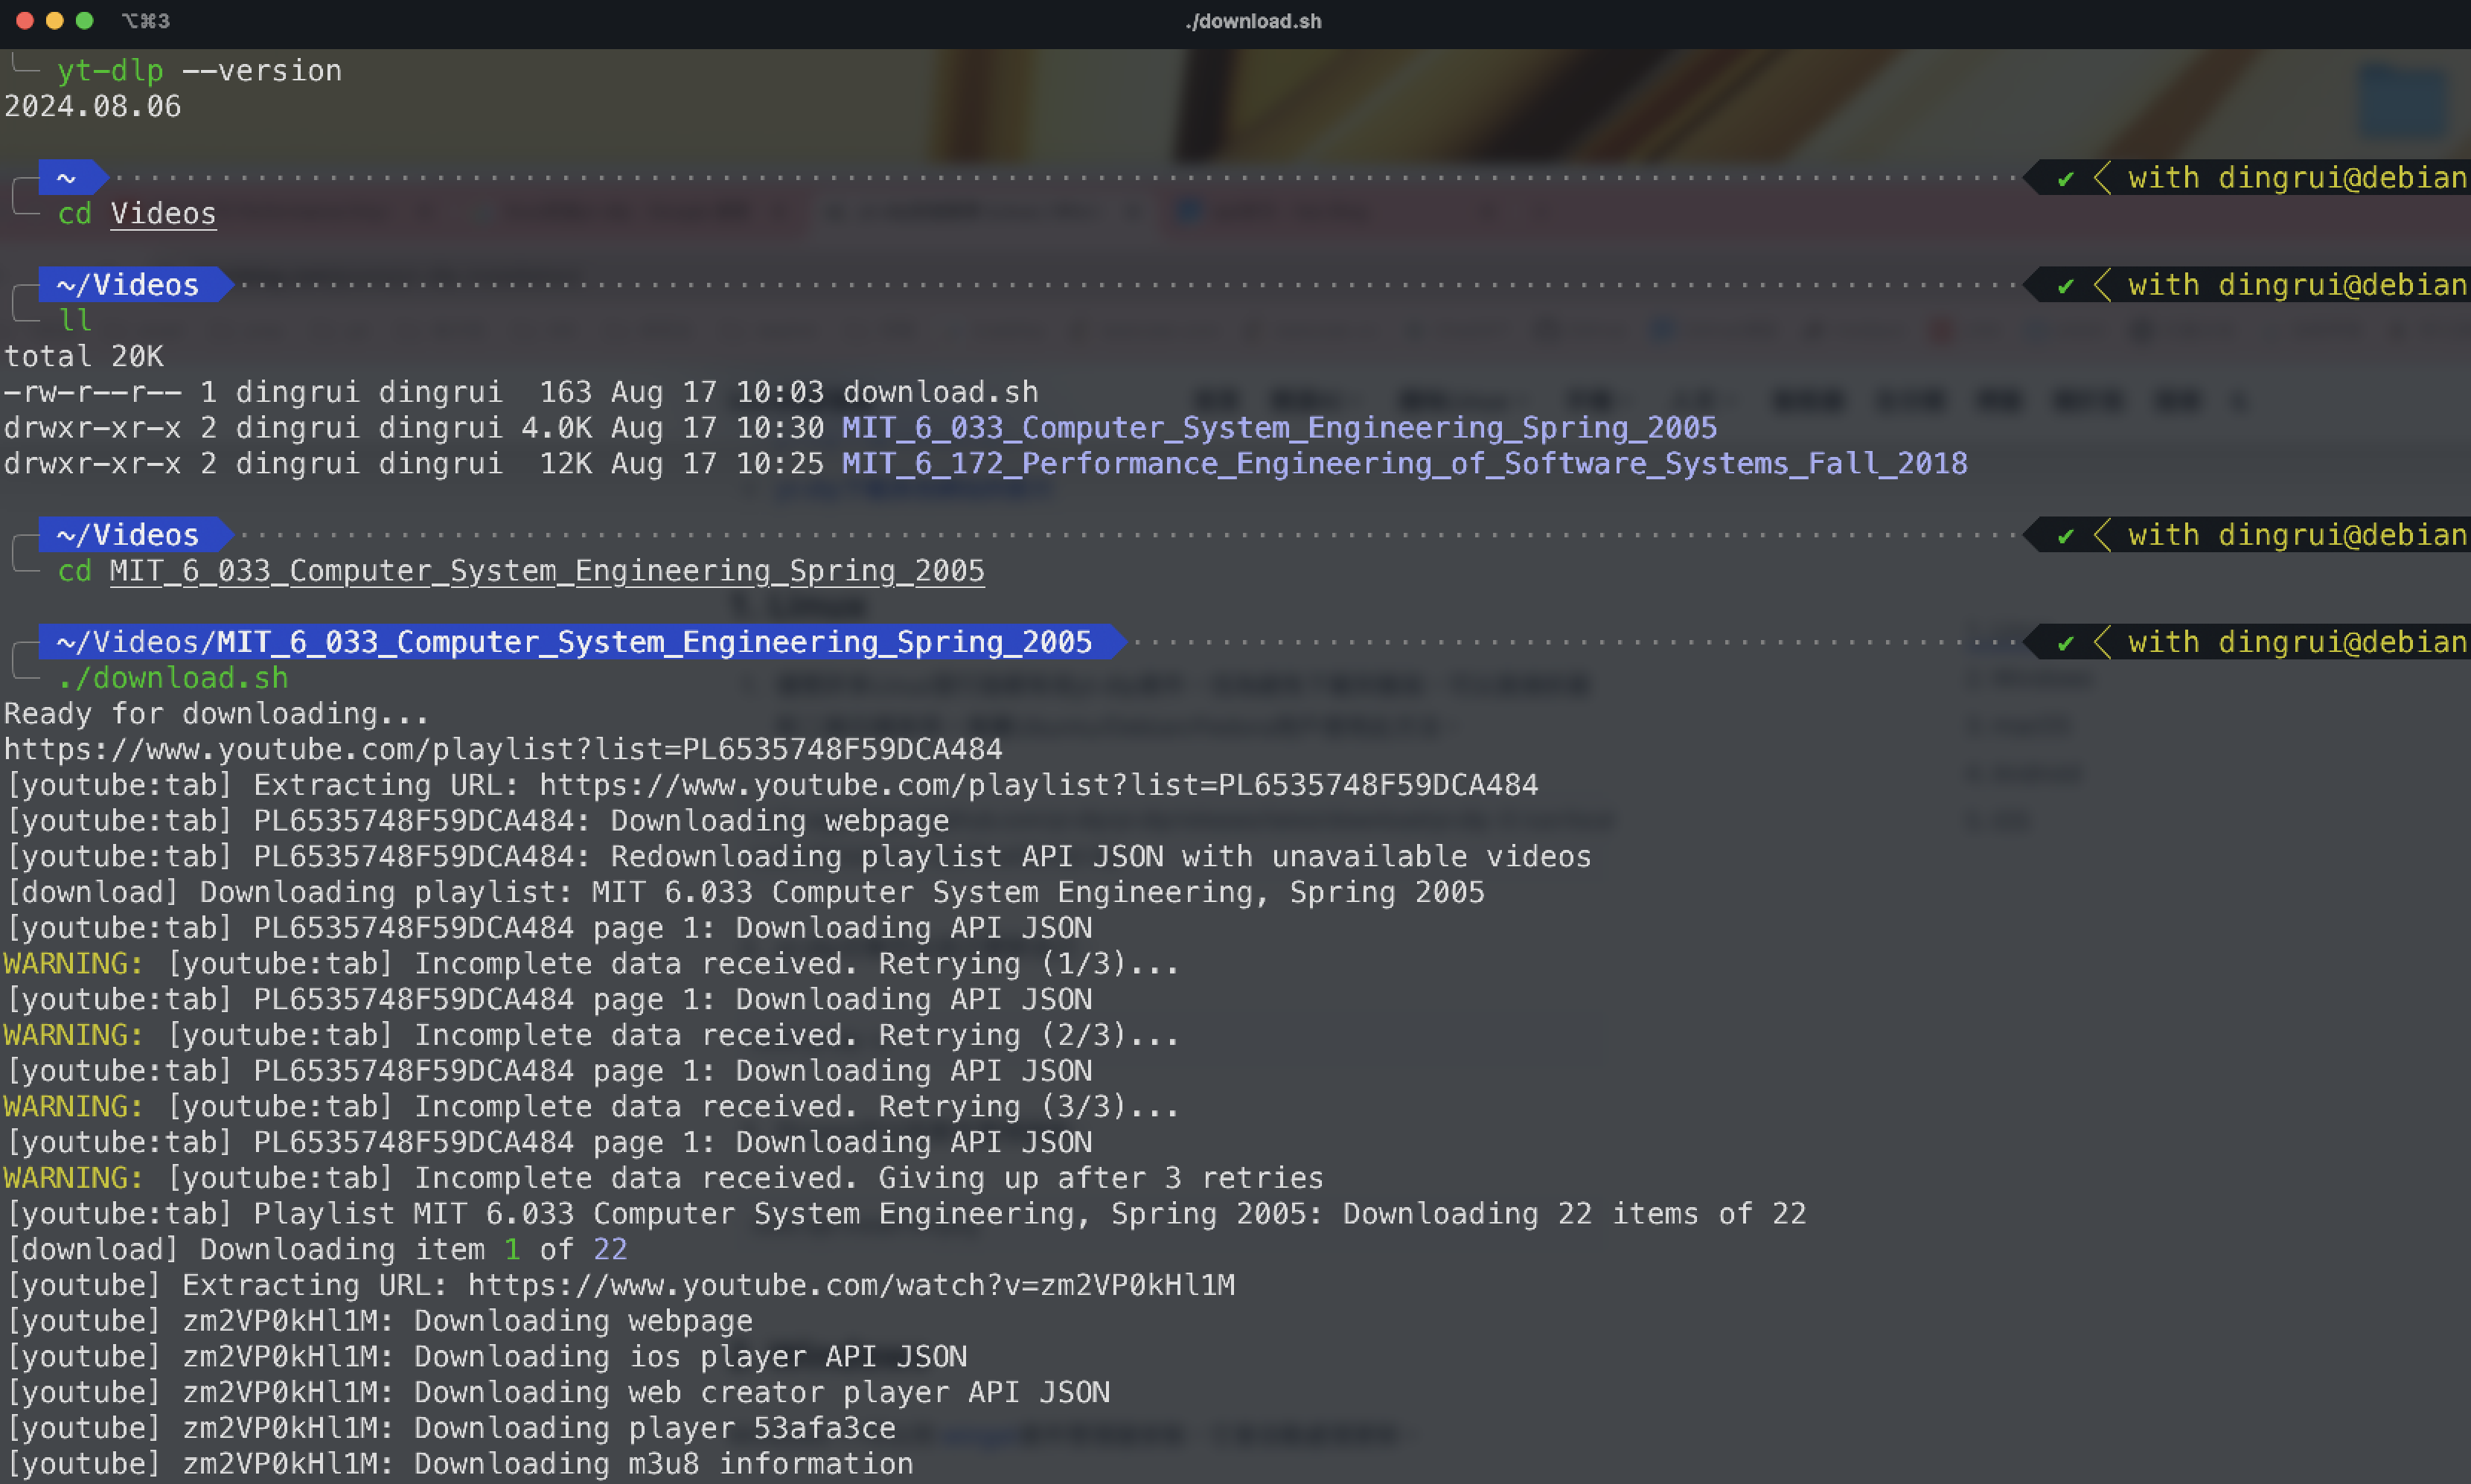 ⌥⌘3
./download.sh
yt-dlp --version
2024.08.06
~ ✔ with dingrui@debian
cd Videos
~/Videos ✔ with dingrui@debian
ll
total 20K
-rw-r--r-- 1 dingrui dingrui  163 Aug 17 10:03 download.sh
drwxr-xr-x 2 dingrui dingrui 4.0K Aug 17 10:30 MIT_6_033_Computer_System_Engineering_Spring_2005
drwxr-xr-x 2 dingrui dingrui  12K Aug 17 10:25 MIT_6_172_Performance_Engineering_of_Software_Systems_Fall_2018
~/Videos ✔ with dingrui@debian
cd MIT_6_033_Computer_System_Engineering_Spring_2005
~/Videos/MIT_6_033_Computer_System_Engineering_Spring_2005 ✔ with dingrui@debian
./download.sh
Ready for downloading...
https://www.youtube.com/playlist?list=PL6535748F59DCA484
[youtube:tab] Extracting URL: https://www.youtube.com/playlist?list=PL6535748F59DCA484
[youtube:tab] PL6535748F59DCA484: Downloading webpage
[youtube:tab] PL6535748F59DCA484: Redownloading playlist API JSON with unavailable videos
[download] Downloading playlist: MIT 6.033 Computer System Engineering, Spring 2005
[youtube:tab] PL6535748F59DCA484 page 1: Downloading API JSON
WARNING: [youtube:tab] Incomplete data received. Retrying (1/3)...
[youtube:tab] PL6535748F59DCA484 page 1: Downloading API JSON
WARNING: [youtube:tab] Incomplete data received. Retrying (2/3)...
[youtube:tab] PL6535748F59DCA484 page 1: Downloading API JSON
WARNING: [youtube:tab] Incomplete data received. Retrying (3/3)...
[youtube:tab] PL6535748F59DCA484 page 1: Downloading API JSON
WARNING: [youtube:tab] Incomplete data received. Giving up after 3 retries
[youtube:tab] Playlist MIT 6.033 Computer System Engineering, Spring 2005: Downloading 22 items of 22
[download] Downloading item 1 of 22
[youtube] Extracting URL: https://www.youtube.com/watch?v=zm2VP0kHl1M
[youtube] zm2VP0kHl1M: Downloading webpage
[youtube] zm2VP0kHl1M: Downloading ios player API JSON
[youtube] zm2VP0kHl1M: Downloading web creator player API JSON
[youtube] zm2VP0kHl1M: Downloading player 53afa3ce
[youtube] zm2VP0kHl1M: Downloading m3u8 information